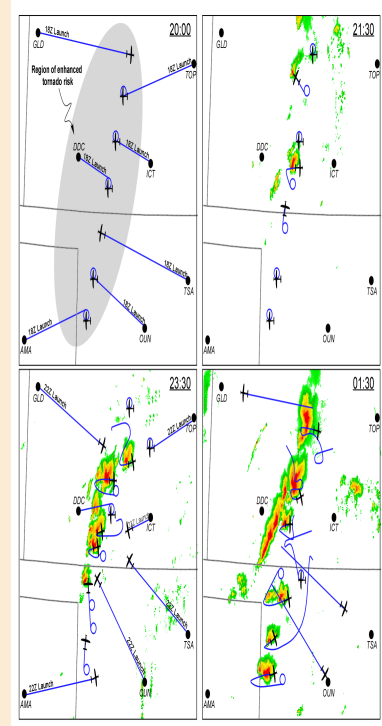 20:00
GLD
18Z Launch
TOP
18Z Launch
Region of enhanced
tornado risk
DDC
18Z Launch
18Z Launch
ICT
18Z Launch
TSA
18Z Launch
18Z Launch
OUN
AMA
21:30
GLD
TOP
DDC
ICT
TSA
OUN
AMA
23:30
GLD
22Z Launch
TOP
22Z Launch
DDC
22Z Launch
ICT
22Z Launch
TSA
22Z Launch
22Z Launch
OUN
AMA
01:30
GLD
TOP
DDC
ICT
TSA
OUN
AMA